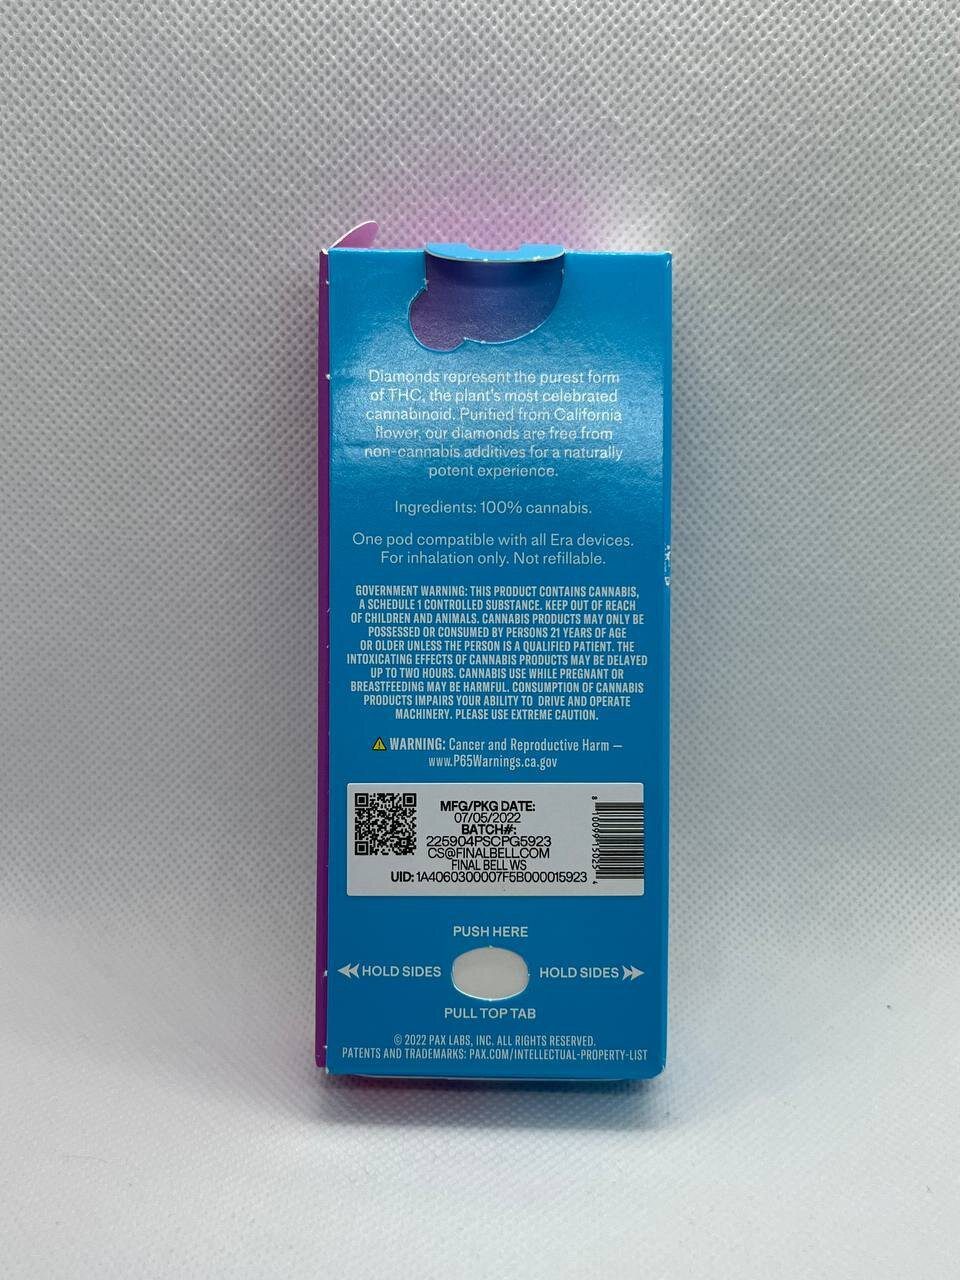 Diamonds represent the purest form
of THC, the plant's most celebrated
cannabinoid. Purified from California
flower, our diamonds are free from
non-cannabis additives for a naturally
potent experience.
Ingredients: 100% cannabis.
One pod compatible with all Era devices.
For inhalation only. Not refillable.
GOVERNMENT WARNING: THIS PRODUCT CONTAINS CANNABIS,
A SCHEDULE 1 CONTROLLED SUBSTANCE. KEEP OUT OF REACH
OF CHILDREN AND ANIMALS. CANNABIS PRODUCTS MAY ONLY BE
POSSESSED OR CONSUMED BY PERSONS 21 YEARS OF AGE
OR OLDER UNLESS THE PERSON IS A QUALIFIED PATIENT. THE
INTOXICATING EFFECTS OF CANNABIS PRODUCTS MAY BE DELAYED
UP TO TWO HOURS. CANNABIS USE WHILE PREGNANT OR
BREASTFEEDING MAY BE HARMFUL. CONSUMPTION OF CANNABIS
PRODUCTS IMPAIRS YOUR ABILITY TO DRIVE AND OPERATE
MACHINERY. PLEASE USE EXTREME CAUTION.
WARNING: Cancer and Reproductive Harm —
www.P65Warnings.ca.gov
MFG/PKG DATE:
07/05/2022
BATCH#:
225904PSCPG5923
CS@FINALBELL.COM
FINAL BELL WS
UID: 1A4060300007F5B000015923
PUSH HERE
HOLD SIDES
HOLD SIDES
PULL TOP TAB
© 2022 PAX LABS, INC. ALL RIGHTS RESERVED.
PATENTS AND TRADEMARKS: PAX.COM/INTELLECTUAL-PROPERTY-LIST